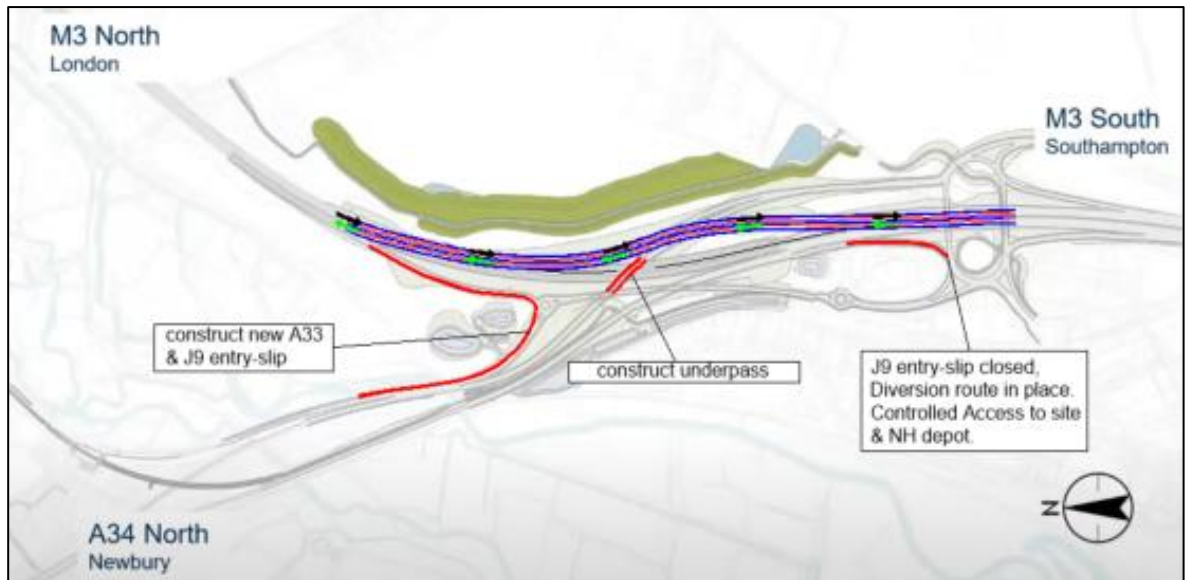 M3 North
London
M3 South
Southampton
construct new A33
& J9 entry-slip
construct underpass
J9 entry-slip closed,
Diversion route in place.
Controlled Access to site
& NH depot.
N
A34 North
Newbury